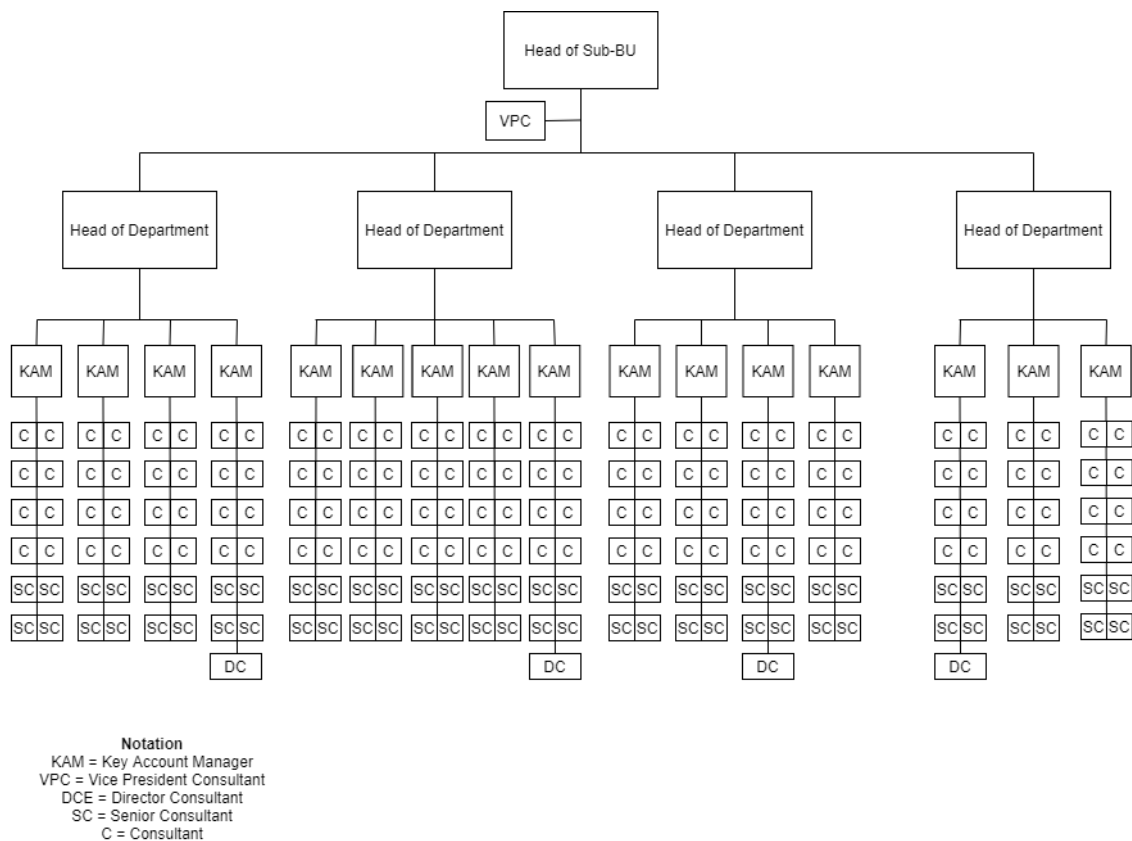 Head of Sub-BU
VPC
Head of Department Head of Department Head of Department Head of Department
KAM KAM KAM KAM KAM KAM KAM KAM KAM KAM KAM KAM KAM KAM KAM KAM
C C C C C C C C C C C C C C C C C C C C C C C C C C C C C C C C
C C C C C C C C C C C C C C C C C C C C C C C C C C C C C C C C
C C C C C C C C C C C C C C C C C C C C C C C C C C C C C C C C
C C C C C C C C C C C C C C C C C C C C C C C C C C C C C C C C
SC SC SC SC SC SC SC SC SC SC SC SC SC SC SC SC SC SC SC SC SC SC SC SC SC SC SC SC SC SC SC SC
SC SC SC SC SC SC SC SC SC SC SC SC SC SC SC SC SC SC SC SC SC SC SC SC SC SC SC SC SC SC SC SC
DC DC DC DC
Notation
KAM = Key Account Manager
VPC = Vice President Consultant
DCE = Director Consultant
SC = Senior Consultant
C = Consultant